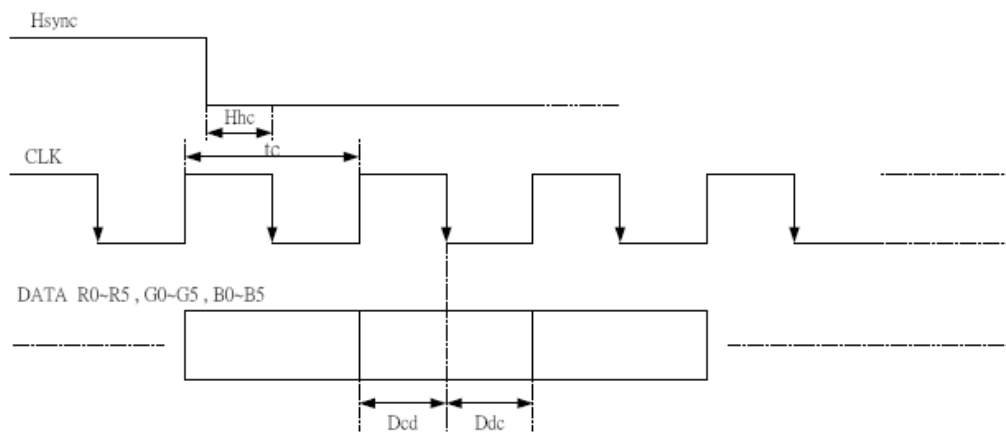 Hsync
Hhc
tc
CLK
DATA R0~R5 , G0~G5 , B0~B5
Dcd Ddc